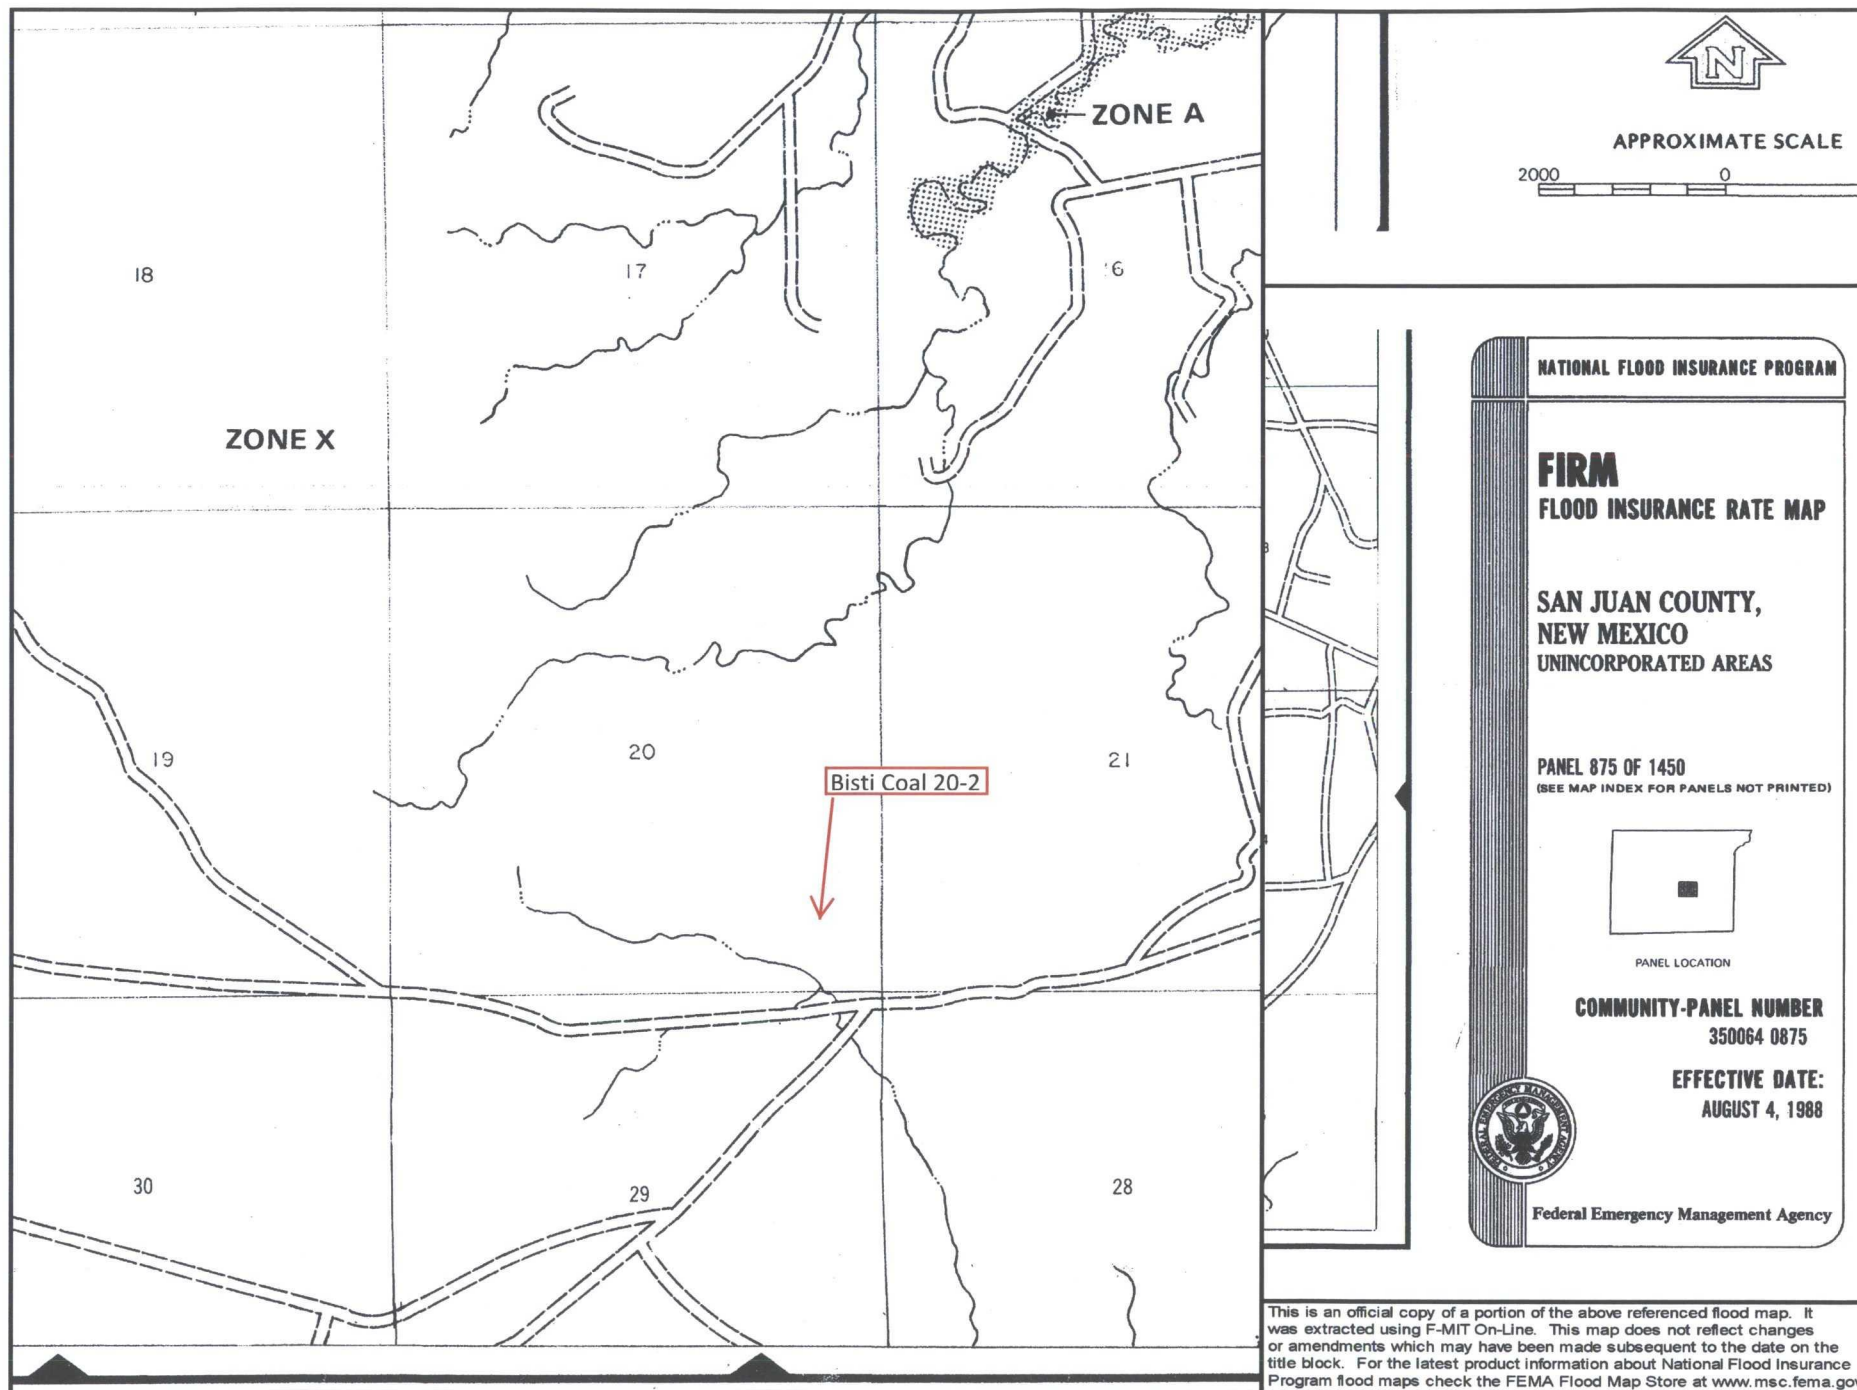 ZONE A
18
17
16
ZONE X
19
20
21
Bisti Coal 20-2
30
29
28
N
APPROXIMATE SCALE
2000 0
NATIONAL FLOOD INSURANCE PROGRAM
FIRM
FLOOD INSURANCE RATE MAP
SAN JUAN COUNTY,
NEW MEXICO
UNINCORPORATED AREAS
PANEL 875 OF 1450
(SEE MAP INDEX FOR PANELS NOT PRINTED)
PANEL LOCATION
COMMUNITY-PANEL NUMBER
350064 0875
EFFECTIVE DATE:
AUGUST 4, 1988
FEDERAL EMERGENCY MANAGEMENT AGENCY
Federal Emergency Management Agency
This is an official copy of a portion of the above referenced flood map. It
was extracted using F-MIT On-Line. This map does not reflect changes
or amendments which may have been made subsequent to the date on the
title block. For the latest product information about National Flood Insurance
Program flood maps check the FEMA Flood Map Store at www.msc.fema.gov